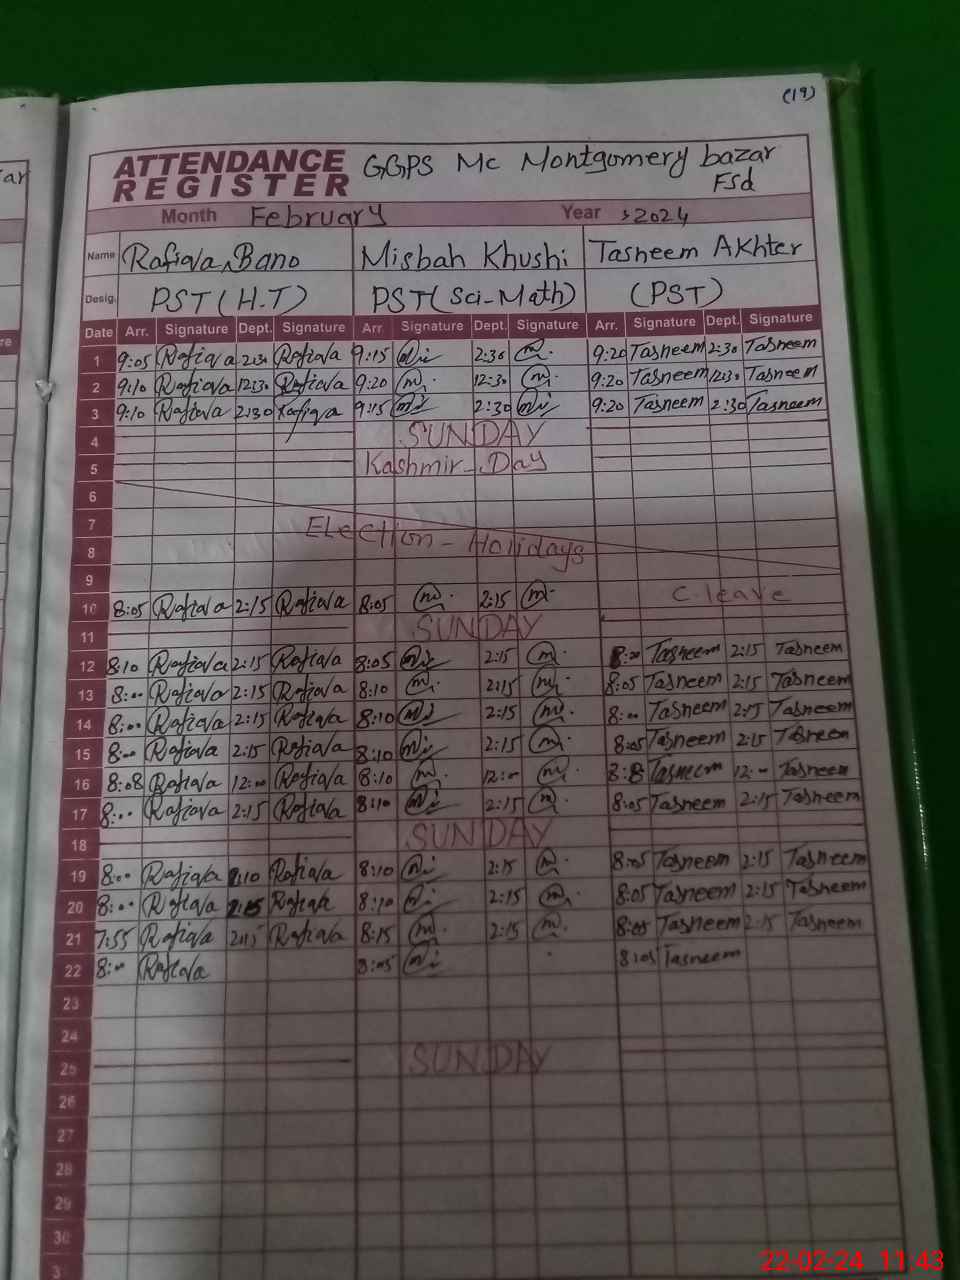 (19)
ar
ATTENDANCE REGISTER GGPS Mc Montgomery bazar
Fsd
Month February Year 2024
Name Rafiqa Bano Misbah Khushi Tasneem Akhter
Desig. PST (H.T) PST (Sci-Math) (PST)
Date Arr. Signature Dept. Signature Arr. Signature Dept. Signature Arr. Signature Dept. Signature
1 9:05 Rafiqa 2:30 Rafiqa 9:15 2:30 9:20 Tasneem 2:30 Tasneem
2 9:10 Rafiqa 12:30 Rafiqa 9:20 m 12:30 m 9:20 Tasneem 12:30 Tasneem
3 9:10 Rafiqa 2:30 Rafiqa 9:15 2:30 9:20 Tasneem 2:30 Tasneem
4 SUNDAY
5 Kashmir-Day
6
7 Election-Holidays
8
9
10 8:05 Rafiqa 2:15 Rafiqa 8:05 m 2:15 m C.leave
11 SUNDAY
12 8:10 Rafiqa 2:15 Rafiqa 8:05 2:15 m 8:00 Tasneem 2:15 Tasneem
13 8:00 Rafiqa 2:15 Rafiqa 8:10 m 2:15 m 8:05 Tasneem 2:15 Tasneem
14 8:00 Rafiqa 2:15 Rafiqa 8:10 2:15 m 8:00 Tasneem 2:15 Tasneem
15 8:00 Rafiqa 2:15 Rafiqa 8:10 2:15 m 8:05 Tasneem 2:15 Tasneem
16 8:08 Rafiqa 12:00 Rafiqa 8:10 m 12:00 m Tasneem 12:00 Tasneem
17 8:00 Rafiqa 2:15 Rafiqa 8:10 2:15 m 8:05 Tasneem 2:15 Tasneem
18 SUNDAY
19 8:00 Rafiqa Rafiqa 8:10 2:15 m 8:05 Tasneem 2:15 Tasneem
20 8:00 Rafiqa 2:15 Rafiqa 8:10 2:15 m 8:05 Tasneem 2:15 Tasneem
21 7:55 Rafiqa 2:15 Rafiqa 8:15 m 2:15 m 8:05 Tasneem 2:15 Tasneem
22 8:00 Rafiqa 8:05 8:05 Tasneem
23
24
25 SUNDAY
26
27
28
29
30
22-02-24 11:43